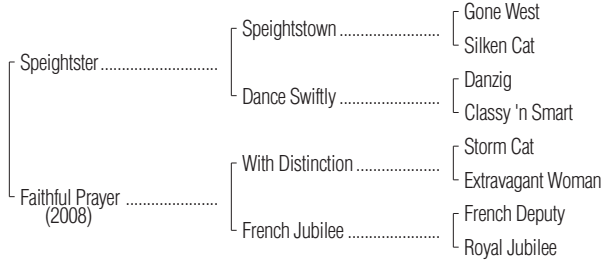 Gone West
Speightstown
Silken Cat
Speightster
Danzig
Dance Swiftly
Classy 'n Smart
Storm Cat
With Distinction
Extravagant Woman
Faithful Prayer
(2008)
French Deputy
French Jubilee
Royal Jubilee